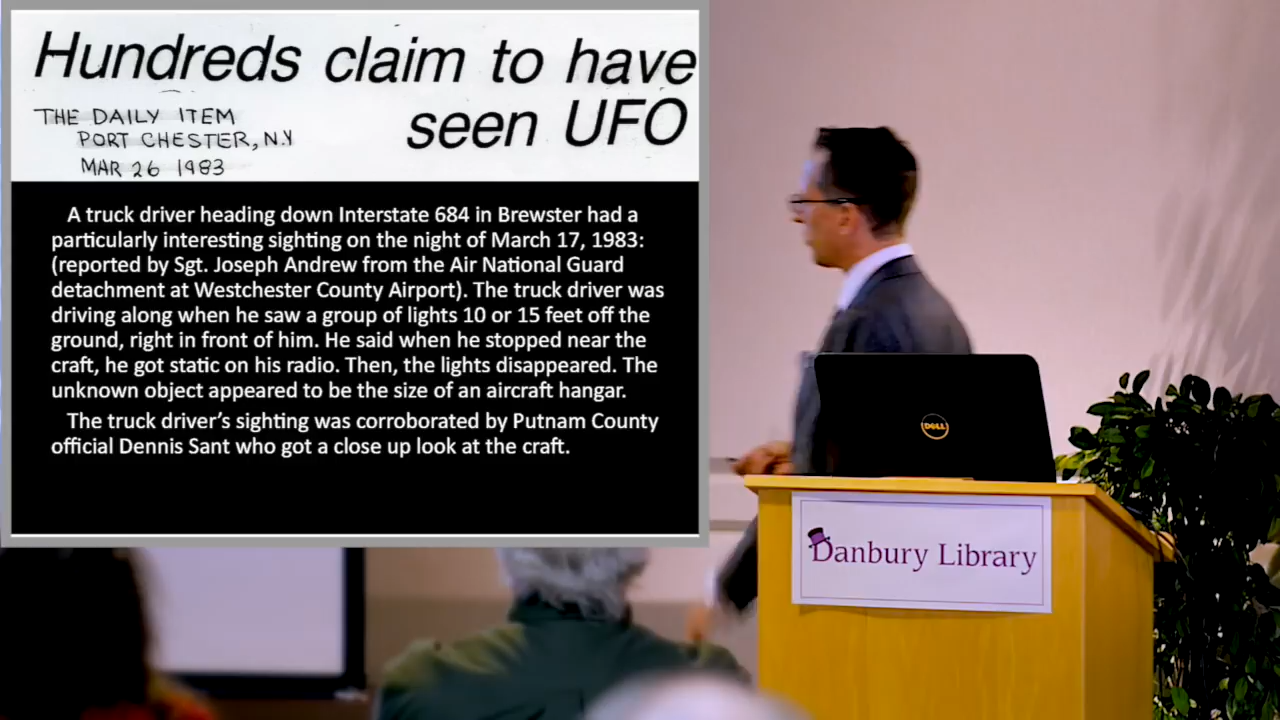 Hundreds claim to have
seen UFO
THE DAILY ITEM
PORT CHESTER, N.Y
MAR 26 1983
A truck driver heading down Interstate 684 in Brewster had a
particularly interesting sighting on the night of March 17, 1983:
(reported by Sgt. Joseph Andrew from the Air National Guard
detachment at Westchester County Airport). The truck driver was
driving along when he saw a group of lights 10 or 15 feet off the
ground, right in front of him. He said when he stopped near the
craft, he got static on his radio. Then, the lights disappeared. The
unknown object appeared to be the size of an aircraft hangar.
The truck driver's sighting was corroborated by Putnam County
official Dennis Sant who got a close up look at the craft.
DELL
Danbury Library